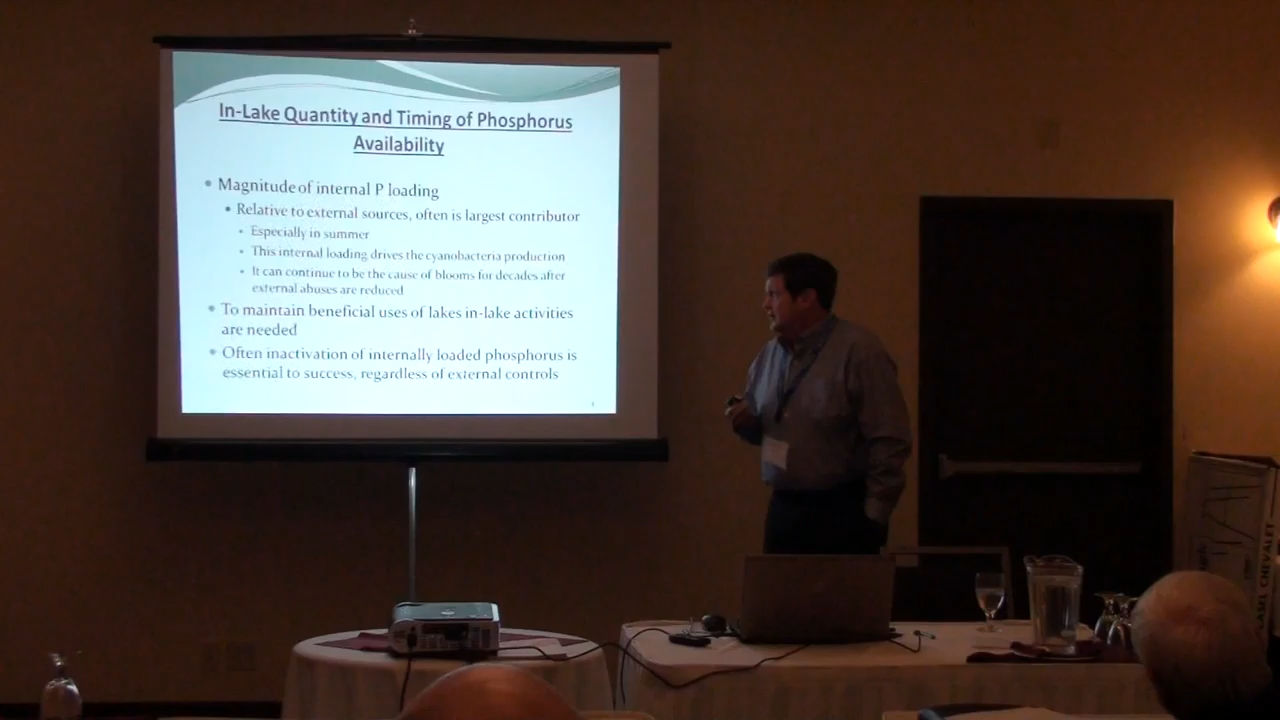 In-Lake Quantity and Timing of Phosphorus
Availability
• Magnitude of internal P loading
• Relative to external sources, often is largest contributor
• Especially in summer
• This internal loading drives the cyanobacteria production
• It can continue to be the cause of blooms for decades after
external abuses are reduced
• To maintain beneficial uses of lakes in-lake activities
are needed
• Often inactivation of internally loaded phosphorus is
essential to success, regardless of external controls
CHEVALET